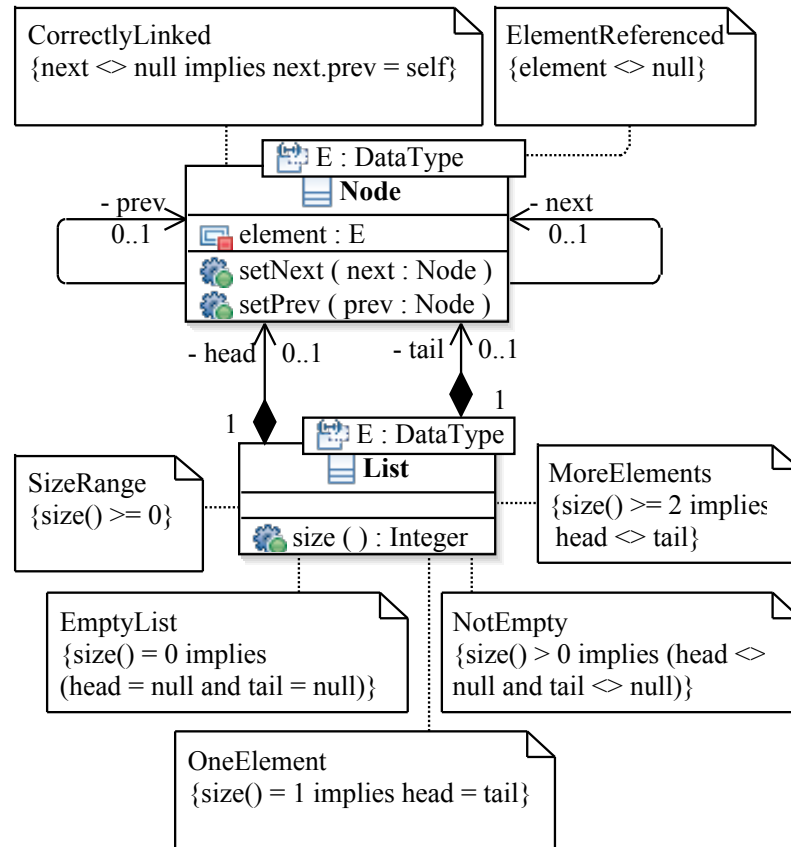 CorrectlyLinked
{next <> null implies next.prev = self}
ElementReferenced
{element <> null}
E : DataType
Node
- prev
0..1
- next
0..1
element : E
setNext ( next : Node )
setPrev ( prev : Node )
- head
0..1
- tail
0..1
1
1
E : DataType
List
size ( ) : Integer
SizeRange
{size() >= 0}
MoreElements
{size() >= 2 implies
head <> tail}
EmptyList
{size() = 0 implies
(head = null and tail = null)}
NotEmpty
{size() > 0 implies (head <>
null and tail <> null)}
OneElement
{size() = 1 implies head = tail}